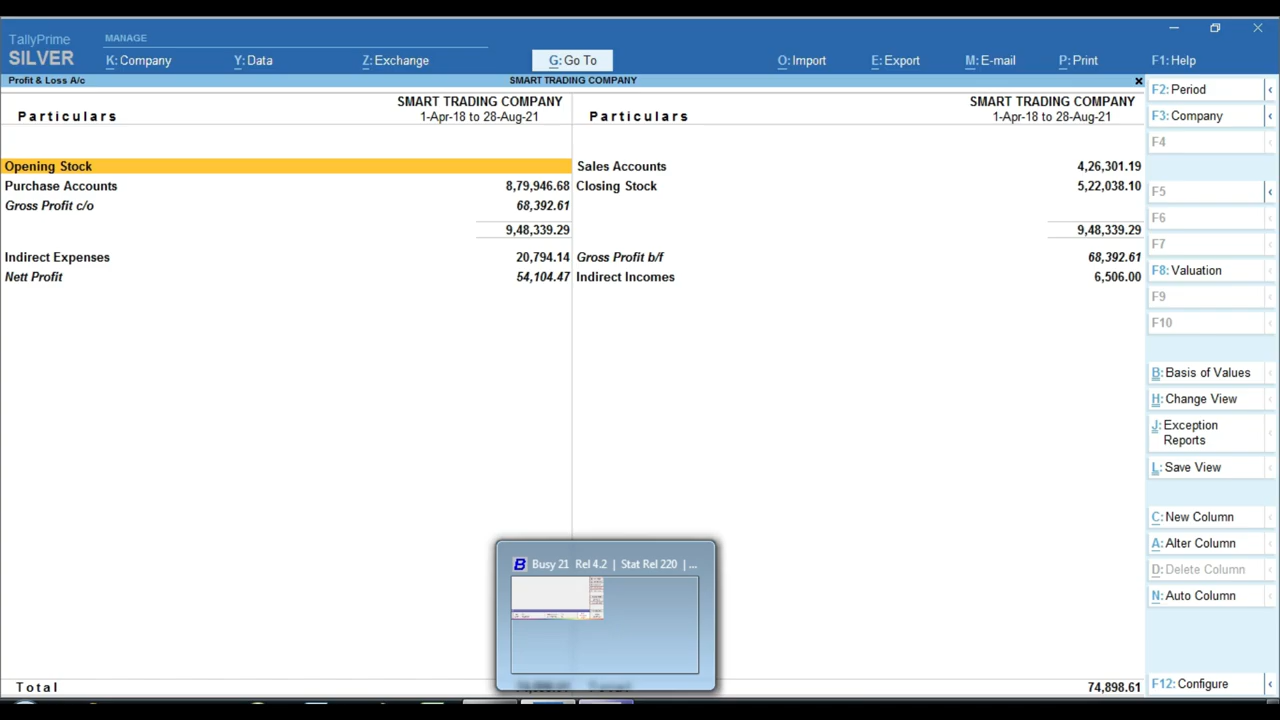 TallyPrime
SILVER
MANAGE
K: Company
Y: Data
Z: Exchange
G: Go To
O: Import
E: Export
M: E-mail
P: Print
F1: Help
Profit & Loss A/c
SMART TRADING COMPANY
Particulars
SMART TRADING COMPANY
1-Apr-18 to 28-Aug-21
Particulars
SMART TRADING COMPANY
1-Apr-18 to 28-Aug-21
Opening Stock
Sales Accounts 4,26,301.19
Purchase Accounts 8,79,946.68
Closing Stock 5,22,038.10
Gross Profit c/o 68,392.61
9,48,339.29
9,48,339.29
Indirect Expenses 20,794.14
Gross Profit b/f 68,392.61
Nett Profit 54,104.47
Indirect Incomes 6,506.00
Total
74,898.61
F2: Period
F3: Company
F4
F5
F6
F7
F8: Valuation
F9
F10
B: Basis of Values
H: Change View
J: Exception
Reports
L: Save View
C: New Column
A: Alter Column
D: Delete Column
N: Auto Column
F12: Configure
B Busy 21 Rel 4.2 | Stat Rel 220 | ...